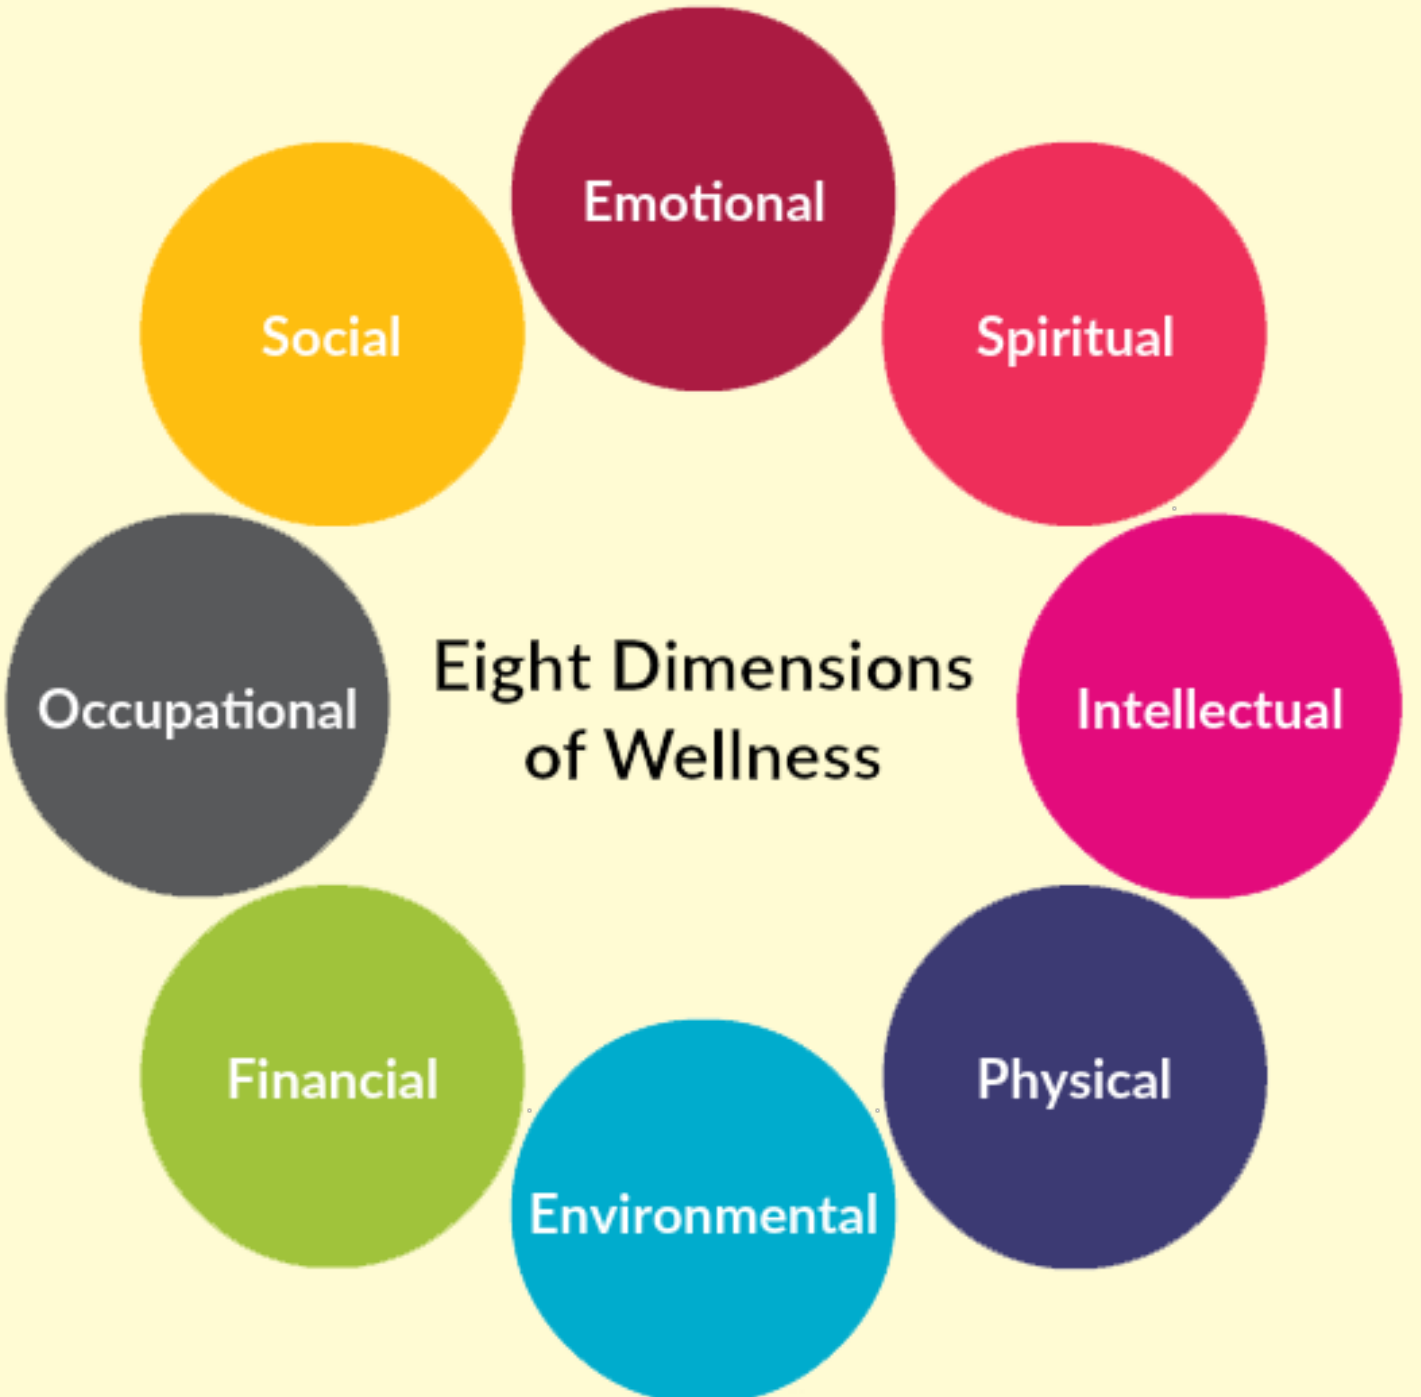 Emotional
Social
Spiritual
Eight Dimensions
of Wellness
Occupational
Intellectual
Financial
Physical
Environmental